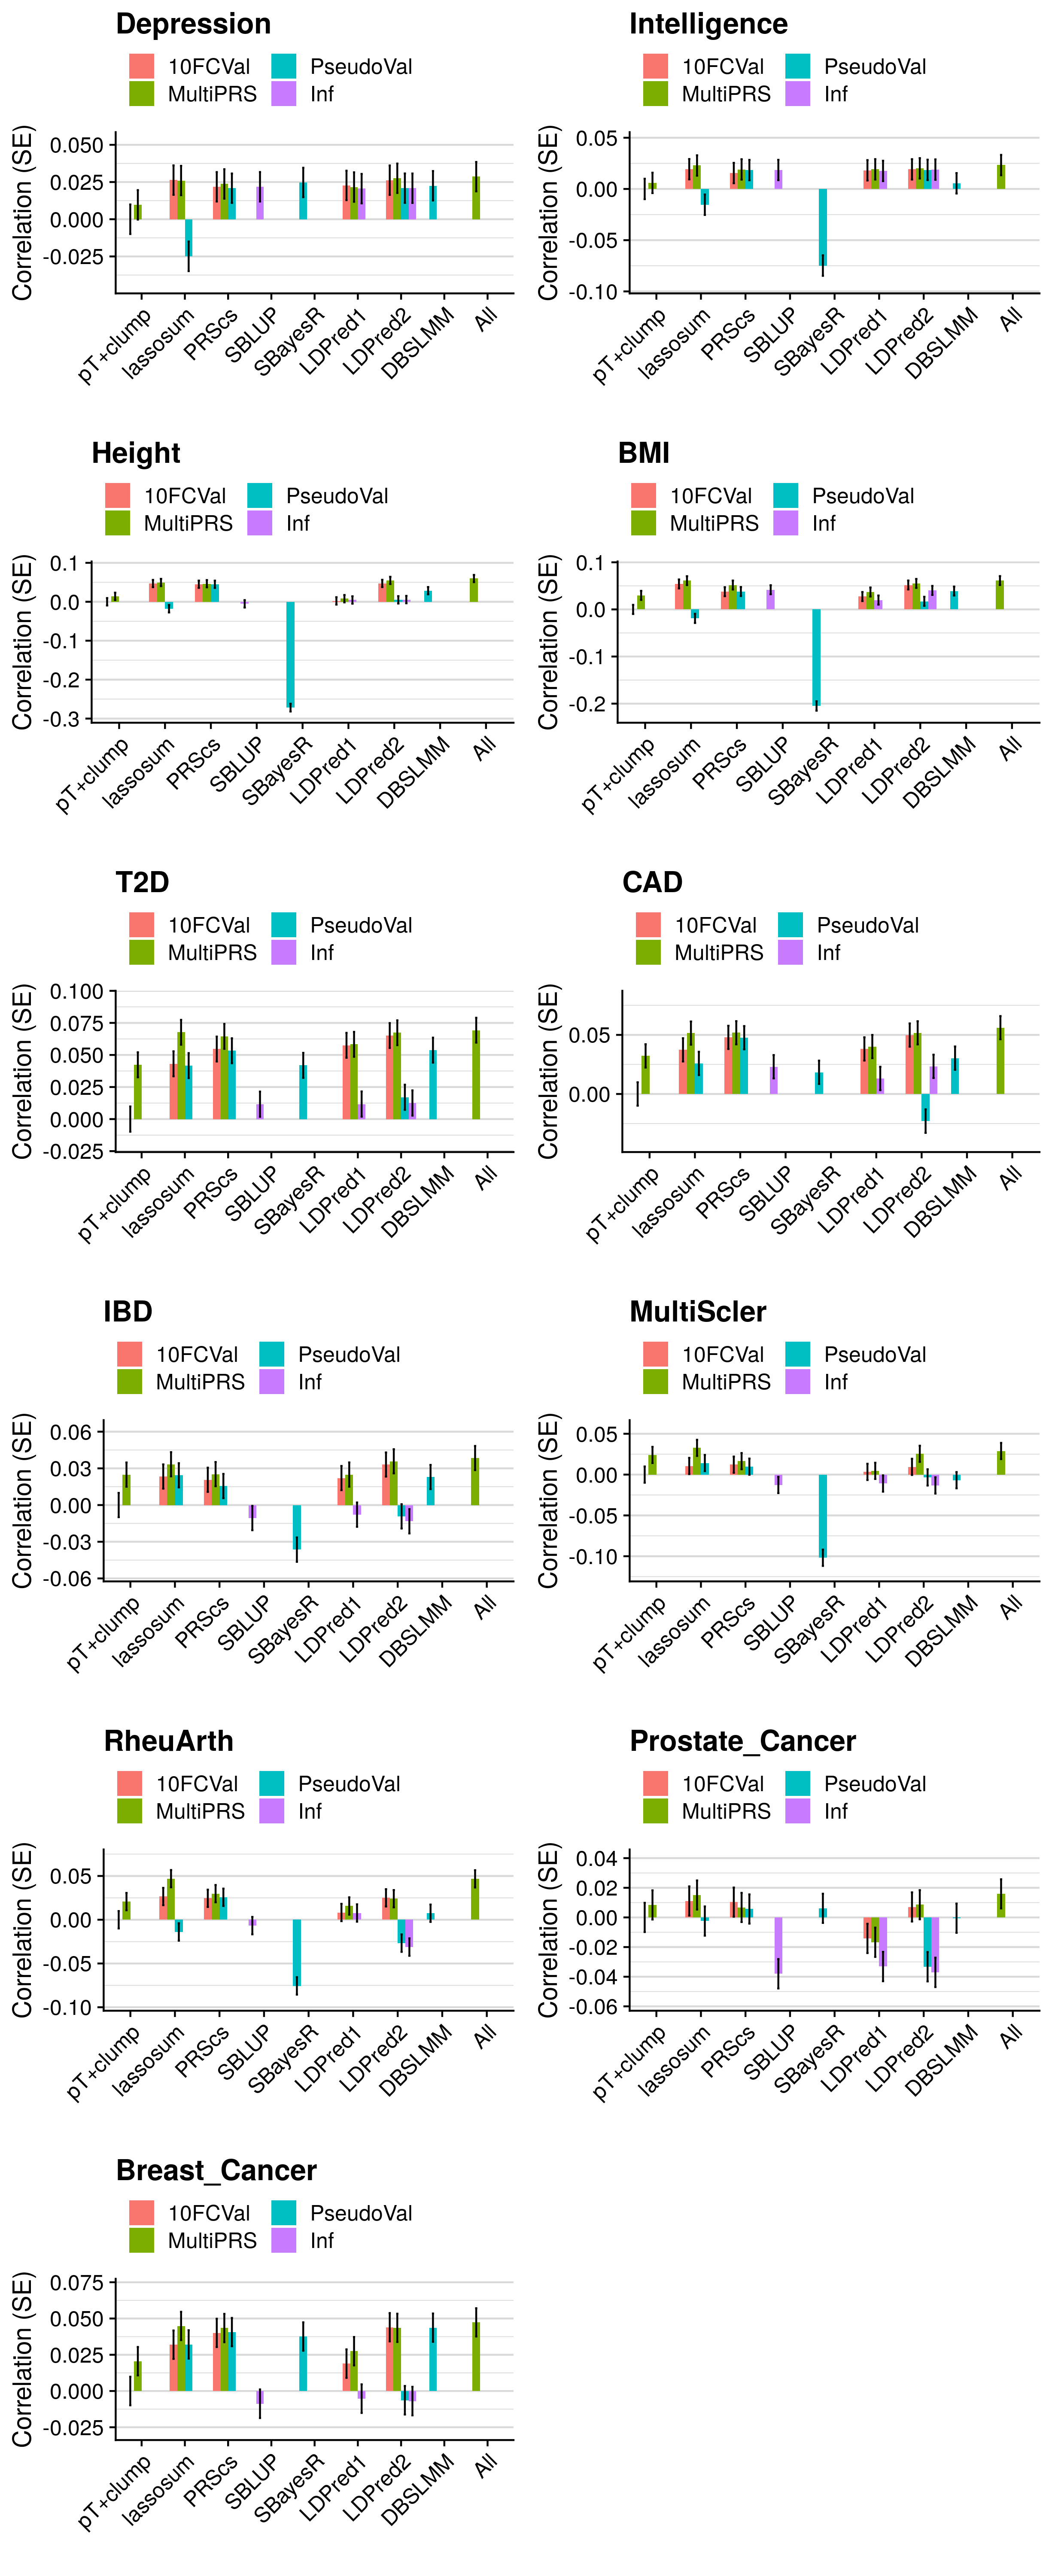 Depression
10FCVal PseudoVal
MultiPRS Inf
Correlation (SE)
0.050
0.025
0.000
-0.025
pT+clump lassosum PRScs SBLUP SBayesR LDPred1 LDPred2 DBSLMM All
Intelligence
10FCVal PseudoVal
MultiPRS Inf
Correlation (SE)
0.05
0.00
-0.05
-0.10
pT+clump lassosum PRScs SBLUP SBayesR LDPred1 LDPred2 DBSLMM All
Height
10FCVal PseudoVal
MultiPRS Inf
Correlation (SE)
0.1
0.0
-0.1
-0.2
-0.3
pT+clump lassosum PRScs SBLUP SBayesR LDPred1 LDPred2 DBSLMM All
BMI
10FCVal PseudoVal
MultiPRS Inf
Correlation (SE)
0.1
0.0
-0.1
-0.2
pT+clump lassosum PRScs SBLUP SBayesR LDPred1 LDPred2 DBSLMM All
T2D
10FCVal PseudoVal
MultiPRS Inf
Correlation (SE)
0.100
0.075
0.050
0.025
0.000
-0.025
pT+clump lassosum PRScs SBLUP SBayesR LDPred1 LDPred2 DBSLMM All
CAD
10FCVal PseudoVal
MultiPRS Inf
Correlation (SE)
0.05
0.00
pT+clump lassosum PRScs SBLUP SBayesR LDPred1 LDPred2 DBSLMM All
IBD
10FCVal PseudoVal
MultiPRS Inf
Correlation (SE)
0.06
0.03
0.00
-0.03
-0.06
pT+clump lassosum PRScs SBLUP SBayesR LDPred1 LDPred2 DBSLMM All
MultiScler
10FCVal PseudoVal
MultiPRS Inf
Correlation (SE)
0.05
0.00
-0.05
-0.10
pT+clump lassosum PRScs SBLUP SBayesR LDPred1 LDPred2 DBSLMM All
RheuArth
10FCVal PseudoVal
MultiPRS Inf
Correlation (SE)
0.05
0.00
-0.05
-0.10
pT+clump lassosum PRScs SBLUP SBayesR LDPred1 LDPred2 DBSLMM All
Prostate_Cancer
10FCVal PseudoVal
MultiPRS Inf
Correlation (SE)
0.04
0.02
0.00
-0.02
-0.04
-0.06
pT+clump lassosum PRScs SBLUP SBayesR LDPred1 LDPred2 DBSLMM All
Breast_Cancer
10FCVal PseudoVal
MultiPRS Inf
Correlation (SE)
0.075
0.050
0.025
0.000
-0.025
pT+clump lassosum PRScs SBLUP SBayesR LDPred1 LDPred2 DBSLMM All